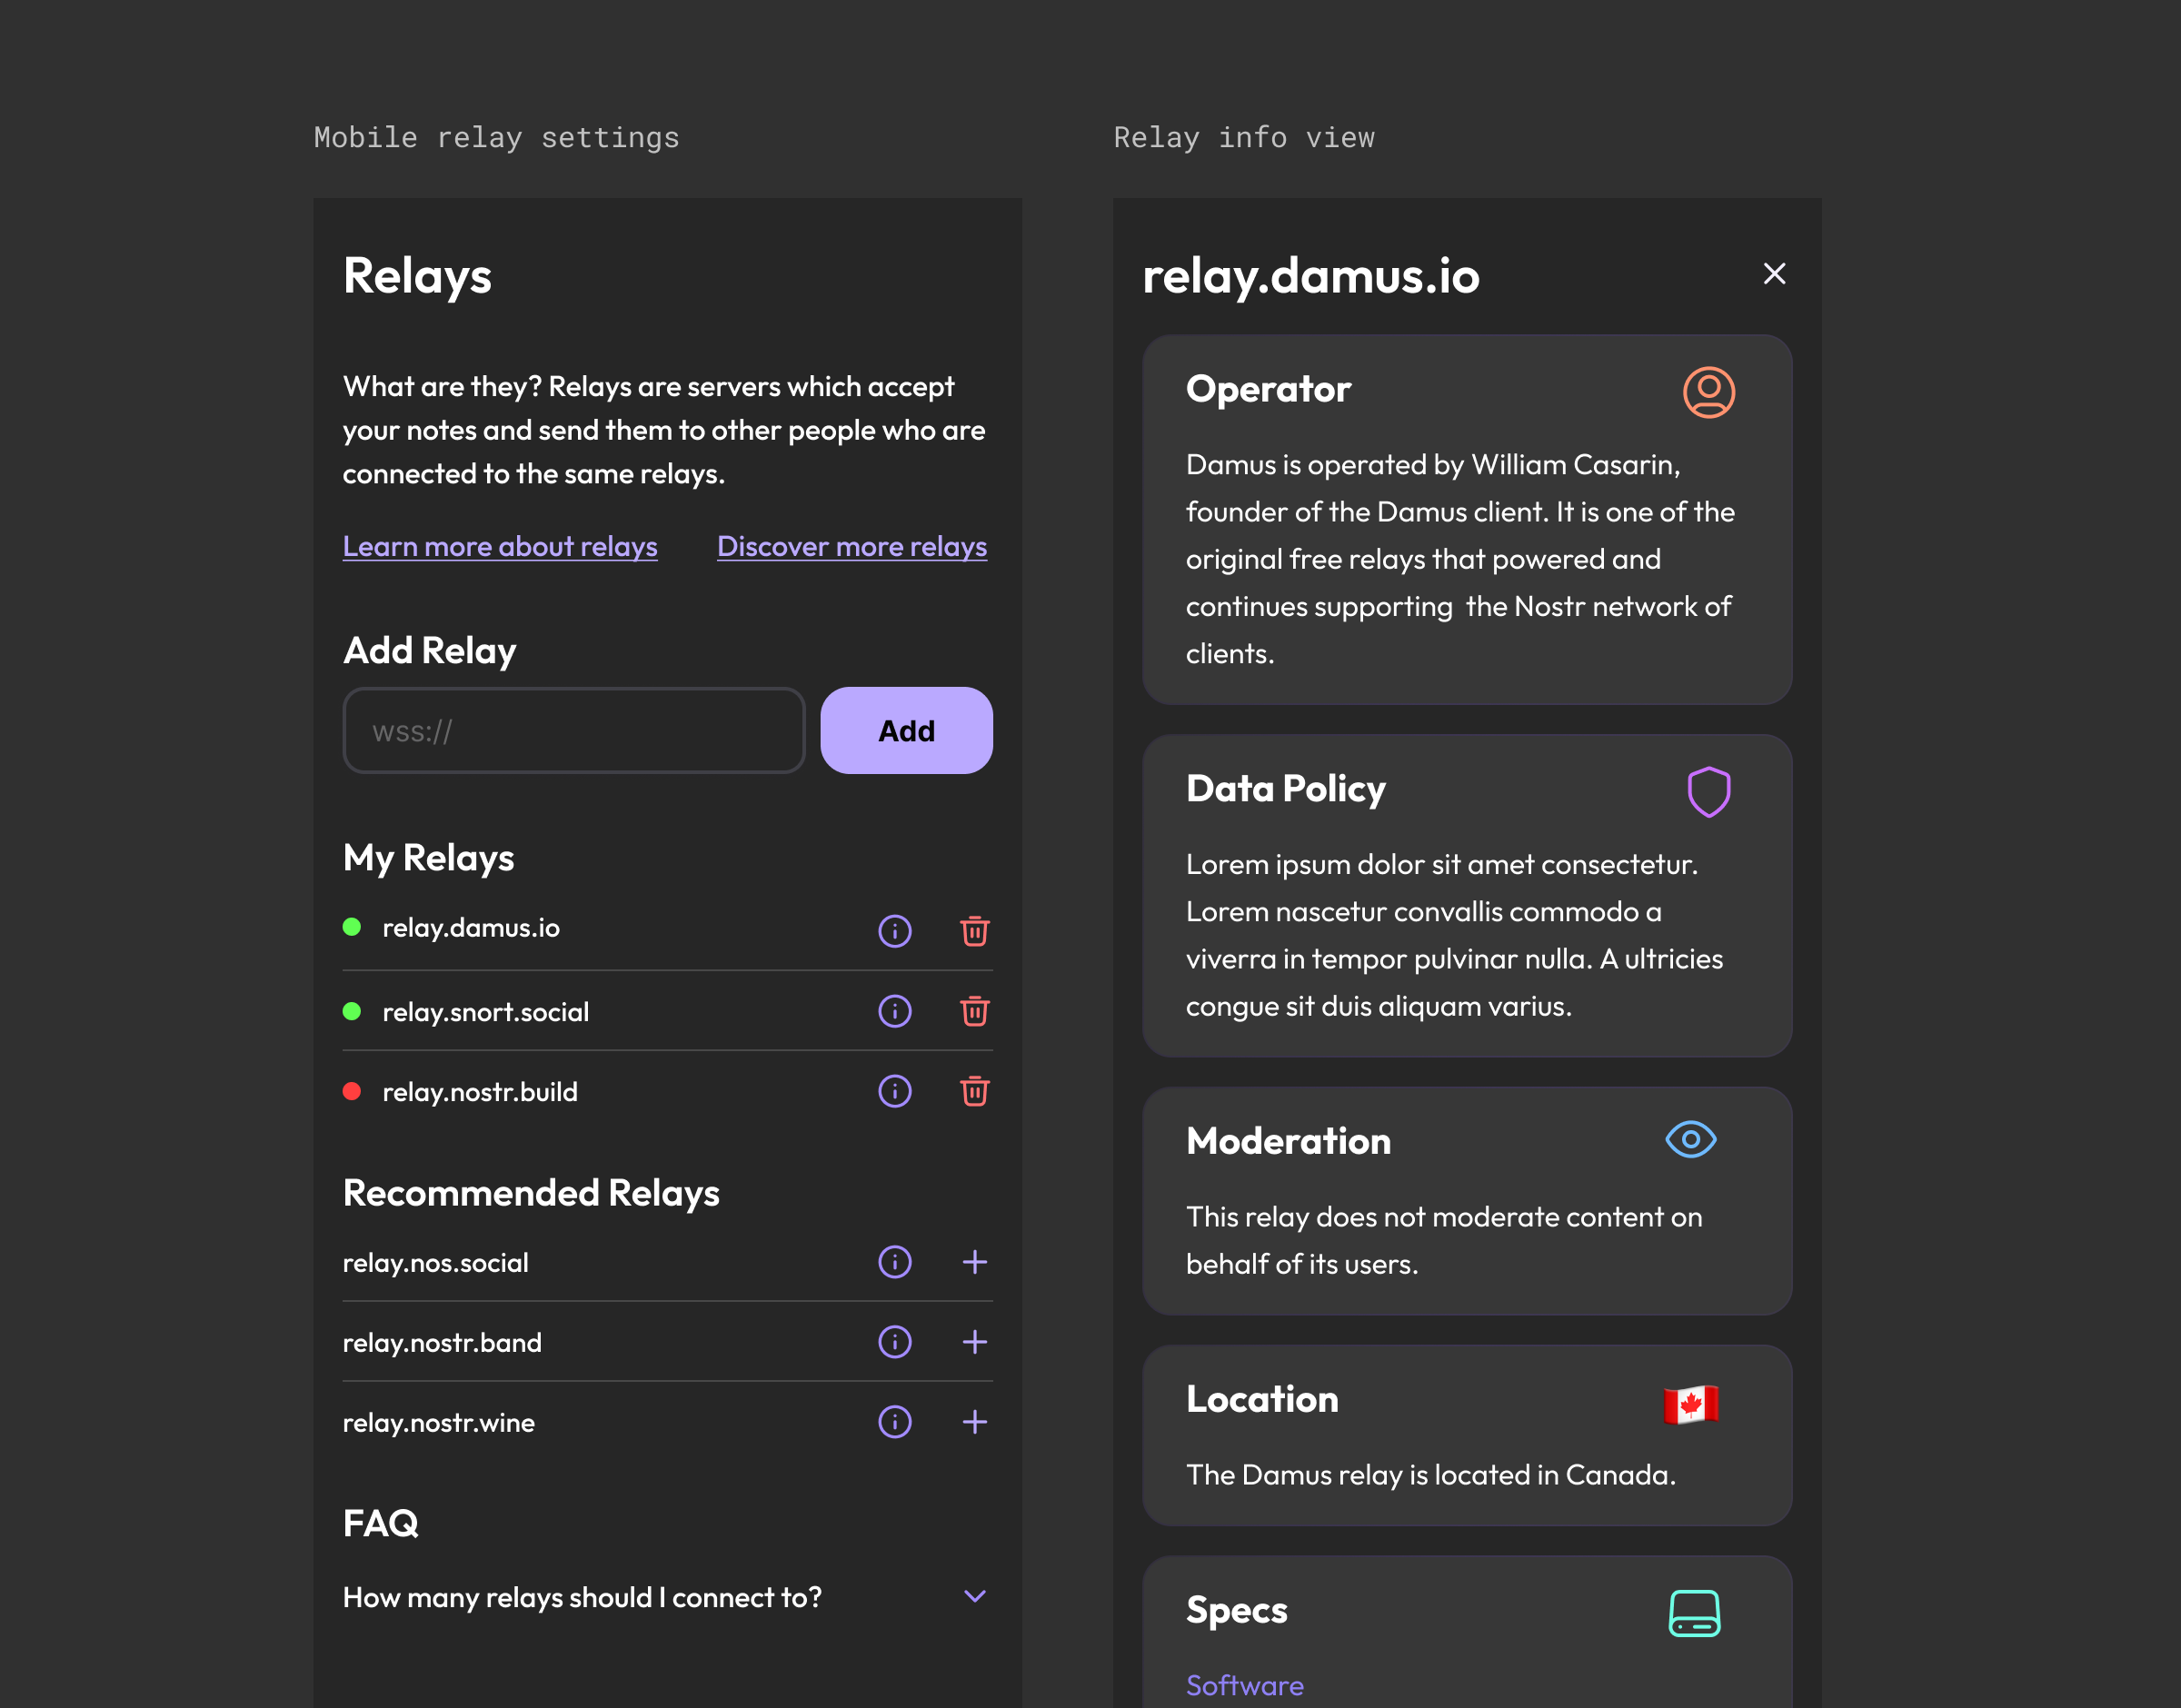 Mobile relay settings
Relays
What are they? Relays are servers which accept
your notes and send them to other people who are
connected to the same relays.
Learn more about relays
Discover more relays
Add Relay
wss://
Add
My Relays
relay.damus.io
relay.snort.social
relay.nostr.build
Recommended Relays
relay.nos.social
relay.nostr.band
relay.nostr.wine
FAQ
How many relays should I connect to?
Relay info view
relay.damus.io
Operator
Damus is operated by William Casarin,
founder of the Damus client. It is one of the
original free relays that powered and
continues supporting  the Nostr network of
clients.
Data Policy
Lorem ipsum dolor sit amet consectetur.
Lorem nascetur convallis commodo a
viverra in tempor pulvinar nulla. A ultricies
congue sit duis aliquam varius.
Moderation
This relay does not moderate content on
behalf of its users.
Location
The Damus relay is located in Canada.
Specs
Software